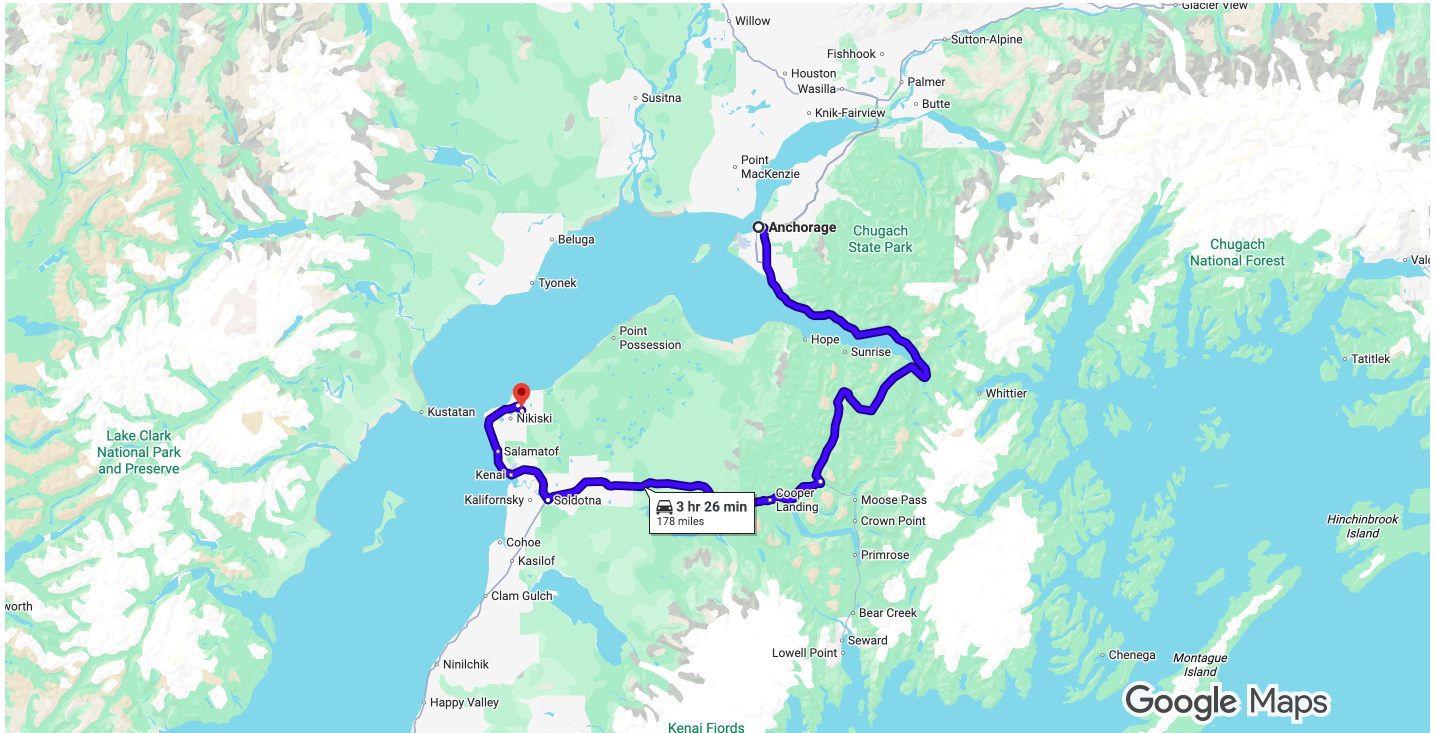 Glacier View
Willow
Sutton-Alpine
Fishhook
Houston
Palmer
Wasilla
Susitna
Butte
Knik-Fairview
Point
MacKenzie
Anchorage
Chugach
State Park
Beluga
Chugach
National Forest
Tyonek
Point
Possession
Hope
Sunrise
Tatitlek
Whittier
Kustatan
Nikiski
Lake Clark
National Park
and Preserve
Salamatof
Kenai
Kalifornsky
Soldotna
Cooper
Landing
Moose Pass
3 hr 26 min
178 miles
Crown Point
Hinchinbrook
Island
Cohoe
Primrose
Kasilof
Clam Gulch
worth
Bear Creek
Seward
Lowell Point
Chenega
Montague
Island
Ninilchik
Happy Valley
Google Maps
Kenai Fjords